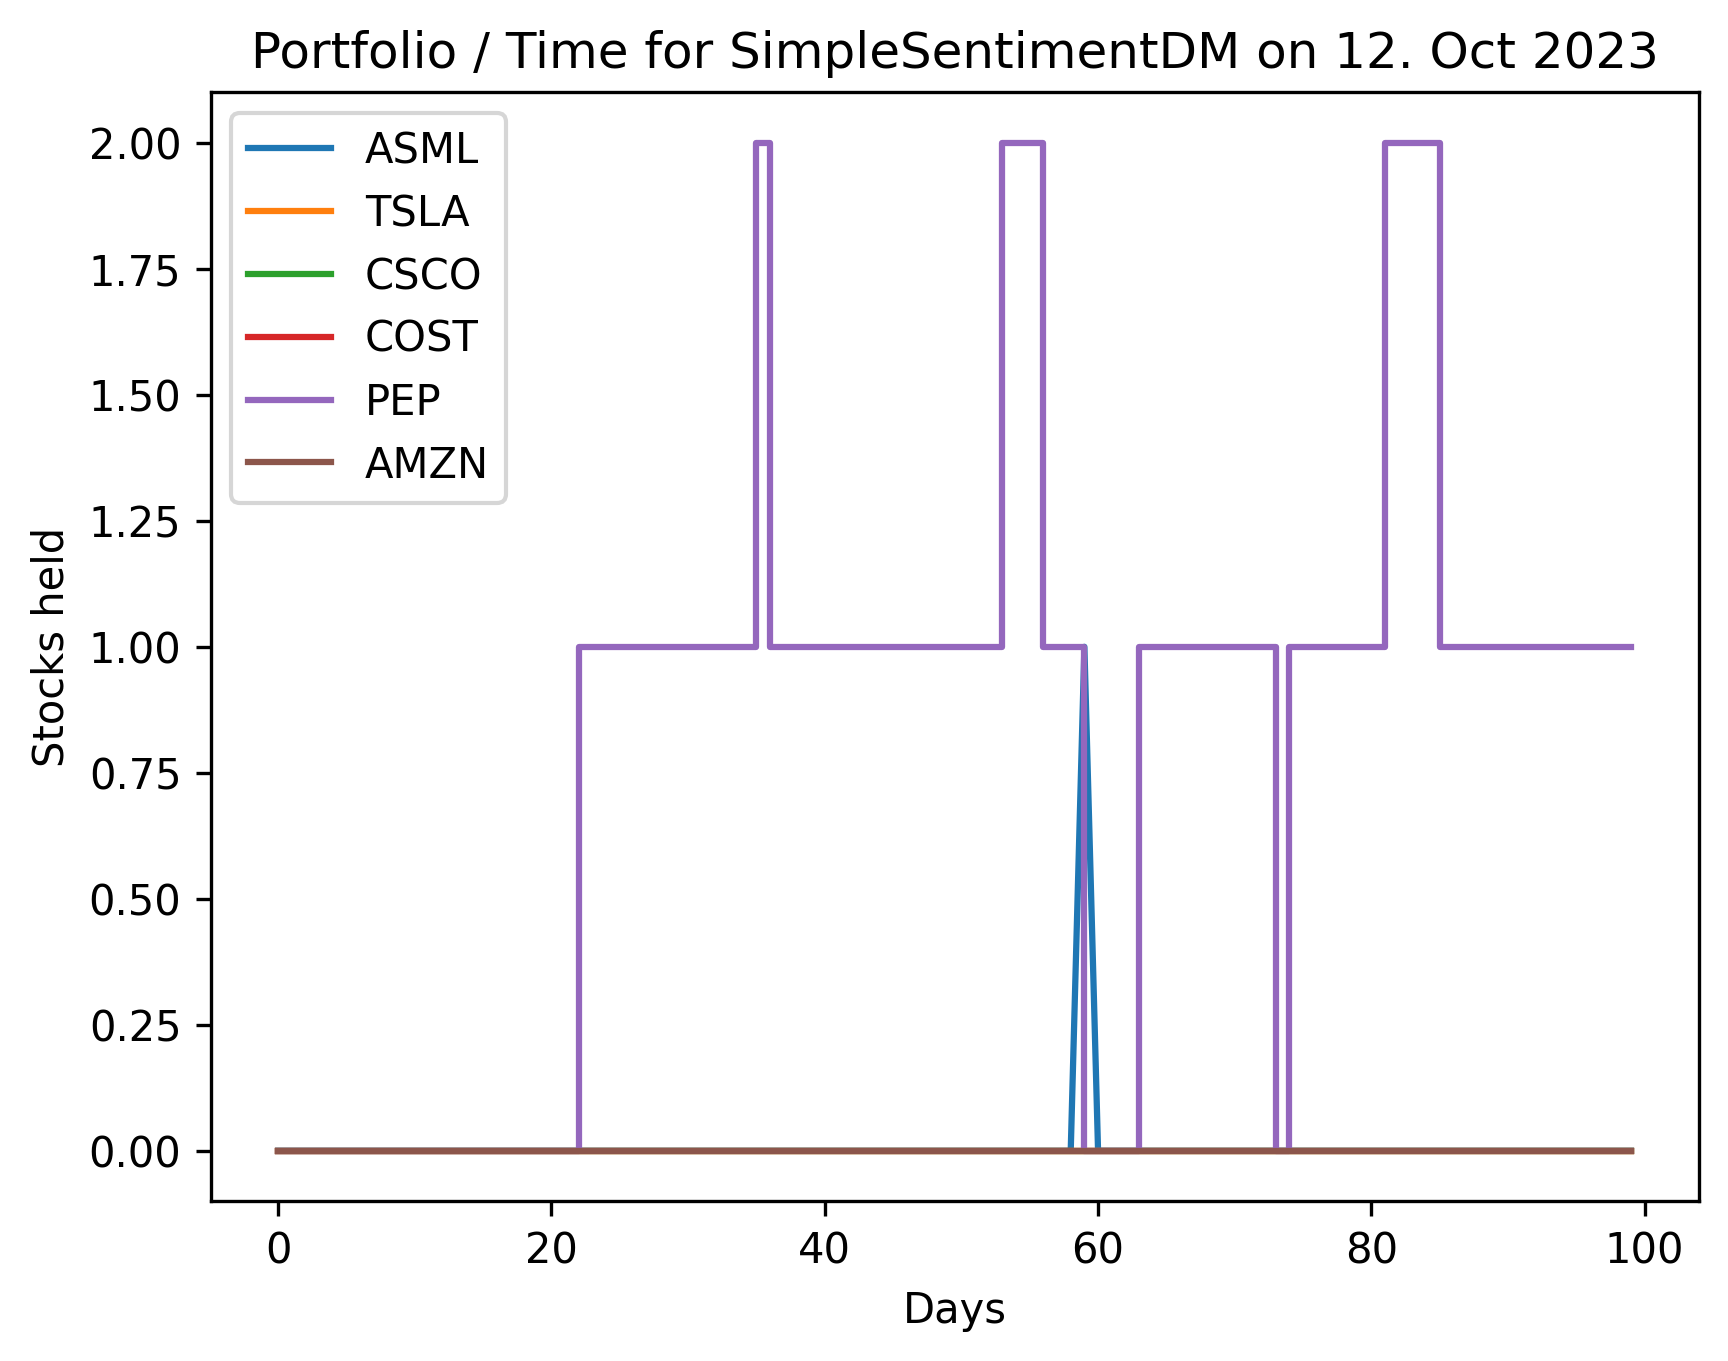 Portfolio / Time for SimpleSentimentDM on 12. Oct 2023
ASML
TSLA
CSCO
COST
PEP
AMZN
2.00
1.75
1.50
1.25
1.00
0.75
0.50
0.25
0.00
Stocks held
0 20 40 60 80 100
Days